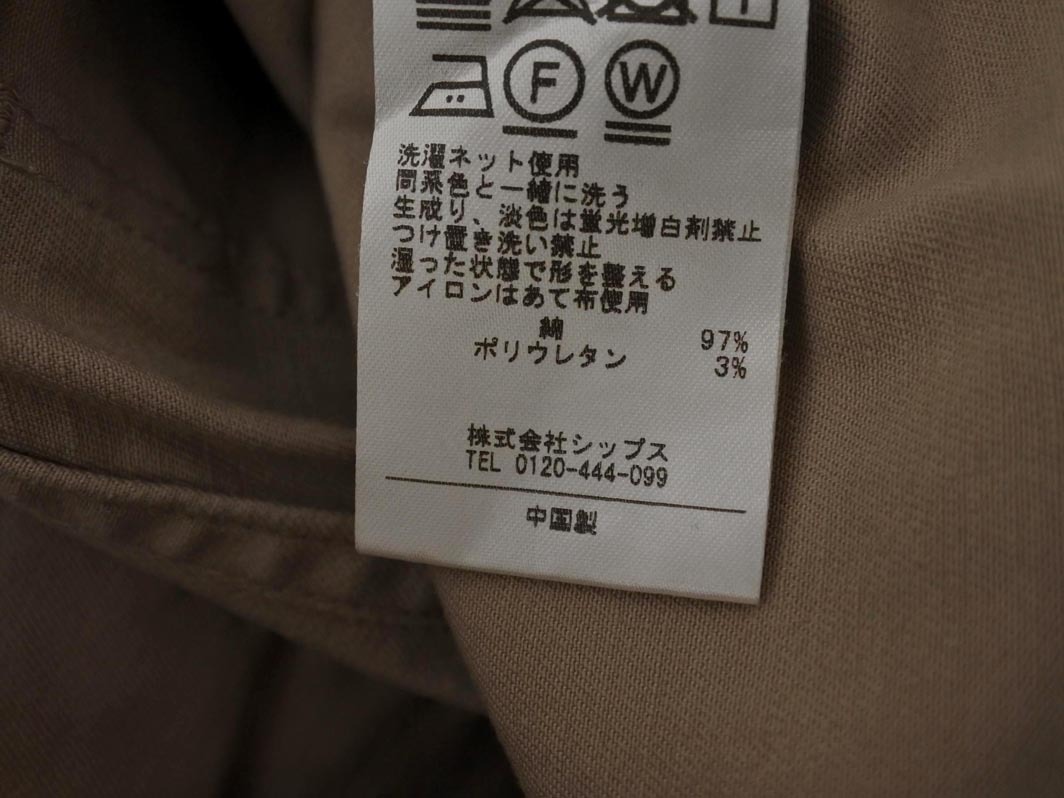 F W
洗濯ネット使用
同系色と一緒に洗う
生成り、淡色は蛍光増白剤禁止
つけ置き洗い禁止
湿った状態で形を整える
アイロンはあて布使用
綿 97%
ポリウレタン 3%
株式会社シップス
TEL 0120-444-099
中国製